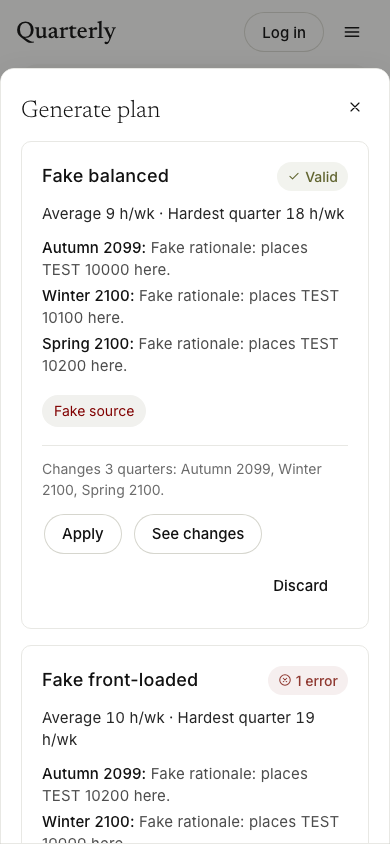 Quarterly
Log in
Generate plan
Fake balanced
Valid
Average 9 h/wk · Hardest quarter 18 h/wk
Autumn 2099: Fake rationale: places
TEST 10000 here.
Winter 2100: Fake rationale: places TEST
10100 here.
Spring 2100: Fake rationale: places TEST
10200 here.
Fake source
Changes 3 quarters: Autumn 2099, Winter
2100, Spring 2100.
Apply
See changes
Discard
Fake front-loaded
1 error
Average 10 h/wk · Hardest quarter 19
h/wk
Autumn 2099: Fake rationale: places
TEST 10200 here.
Winter 2100: Fake rationale: places TEST
10000 here.